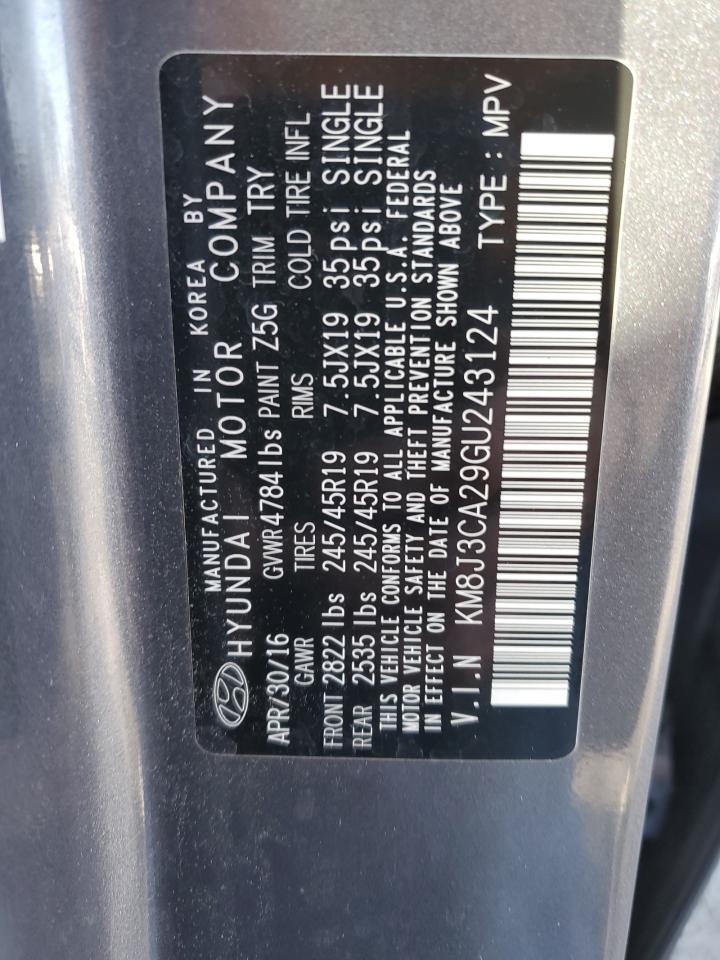 MANUFACTURED IN KOREA BY
HYUNDAI MOTOR COMPANY
APR/30/16 GVWR4784lbs PAINT Z5G TRIM TRY
GAWR TIRES RIMS COLD TIRE INFL
FRONT 2822 lbs 245/45R19 7.5JX19 35psi SINGLE
REAR 2535 lbs 245/45R19 7.5JX19 35psi SINGLE
THIS VEHICLE CONFORMS TO ALL APPLICABLE U.S.A. FEDERAL
MOTOR VEHICLE SAFETY AND THEFT PREVENTION STANDARDS
IN EFFECT ON THE DATE OF MANUFACTURE SHOWN ABOVE
V.I.N KM8J3CA29GU243124 TYPE : MPV